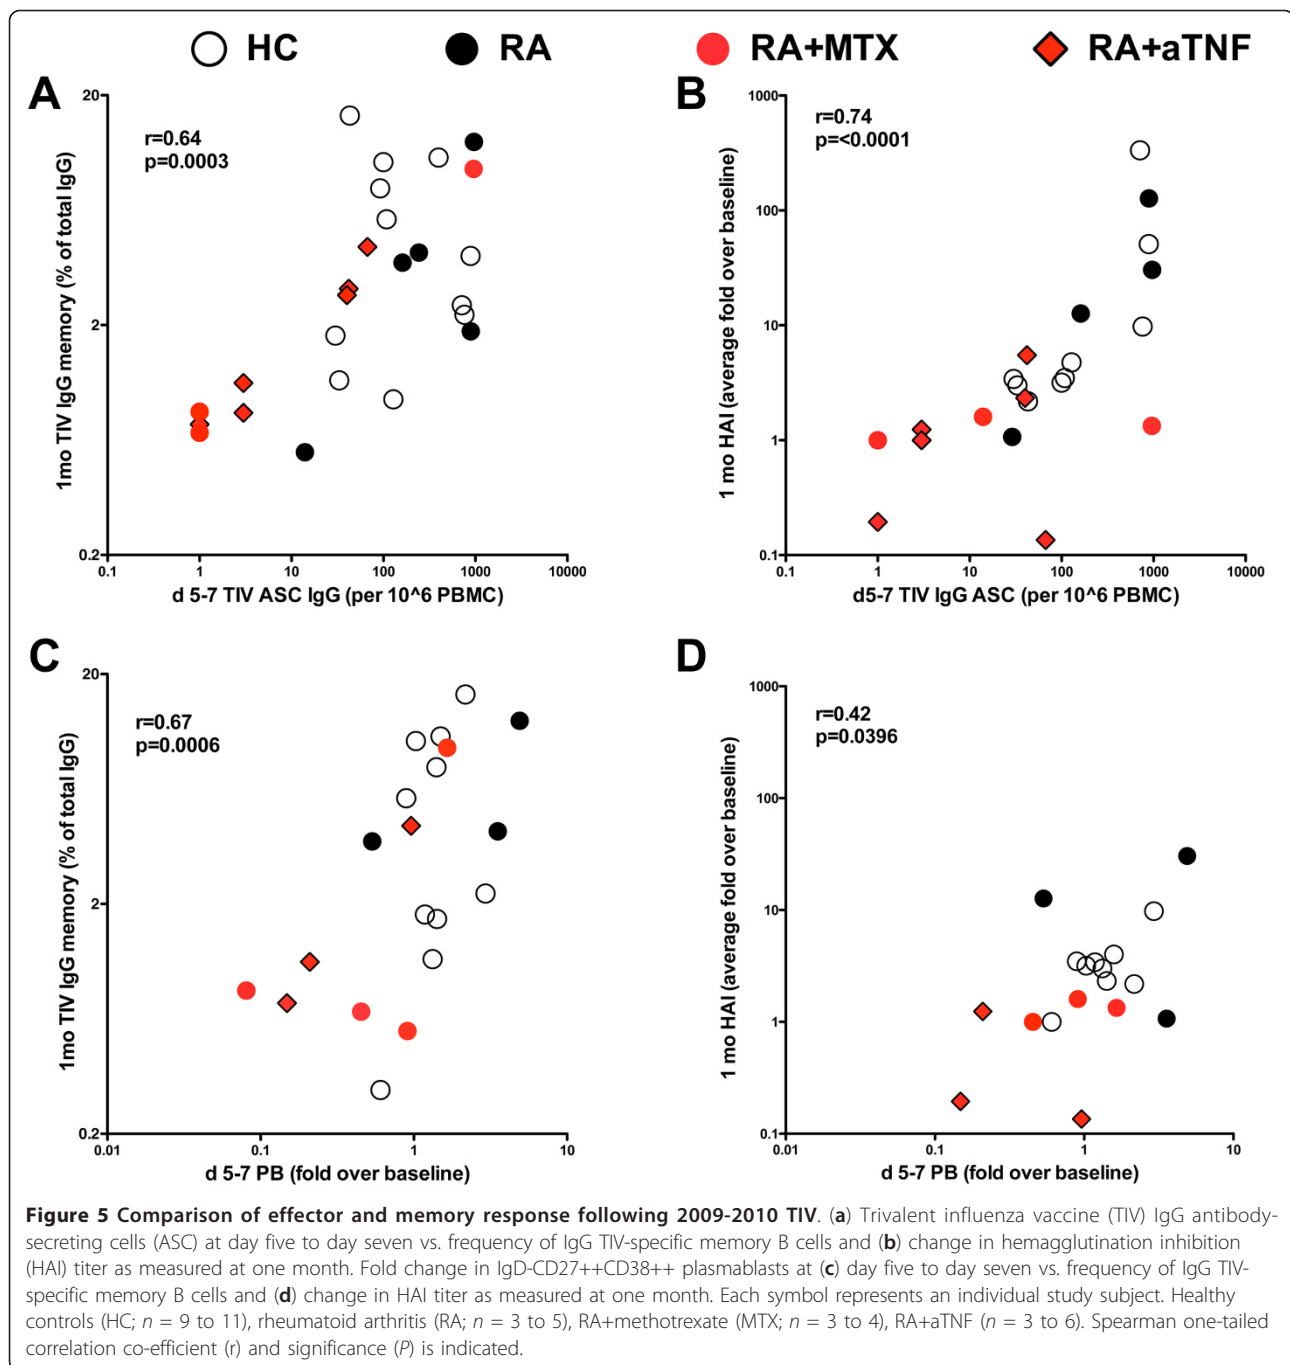 HC RA RA+MTX RA+aTNF
A
20
2
0.2
r=0.64
p=0.0003
1mo TIV IgG memory (% of total IgG)
0.1 1 10 100 1000 10000
d 5-7 TIV ASC IgG (per 10^6 PBMC)
B
1000
100
10
1
0.1
r=0.74
p=<0.0001
1 mo HAI (average fold over baseline)
0.1 1 10 100 1000 10000
d5-7 TIV IgG ASC (per 10^6 PBMC)
C
20
2
0.2
r=0.67
p=0.0006
1mo TIV IgG memory (% of total IgG)
0.01 0.1 1 10
d 5-7 PB (fold over baseline)
D
1000
100
10
1
0.1
r=0.42
p=0.0396
1 mo HAI (average fold over baseline)
0.01 0.1 1 10
d 5-7 PB (fold over baseline)
Figure 5 Comparison of effector and memory response following 2009-2010 TIV. (a) Trivalent influenza vaccine (TIV) IgG antibody-
secreting cells (ASC) at day five to day seven vs. frequency of IgG TIV-specific memory B cells and (b) change in hemagglutination inhibition
(HAI) titer as measured at one month. Fold change in IgD-CD27++CD38++ plasmablasts at (c) day five to day seven vs. frequency of IgG TIV-
specific memory B cells and (d) change in HAI titer as measured at one month. Each symbol represents an individual study subject. Healthy
controls (HC; n = 9 to 11), rheumatoid arthritis (RA; n = 3 to 5), RA+methotrexate (MTX; n = 3 to 4), RA+aTNF (n = 3 to 6). Spearman one-tailed
correlation co-efficient (r) and significance (P) is indicated.